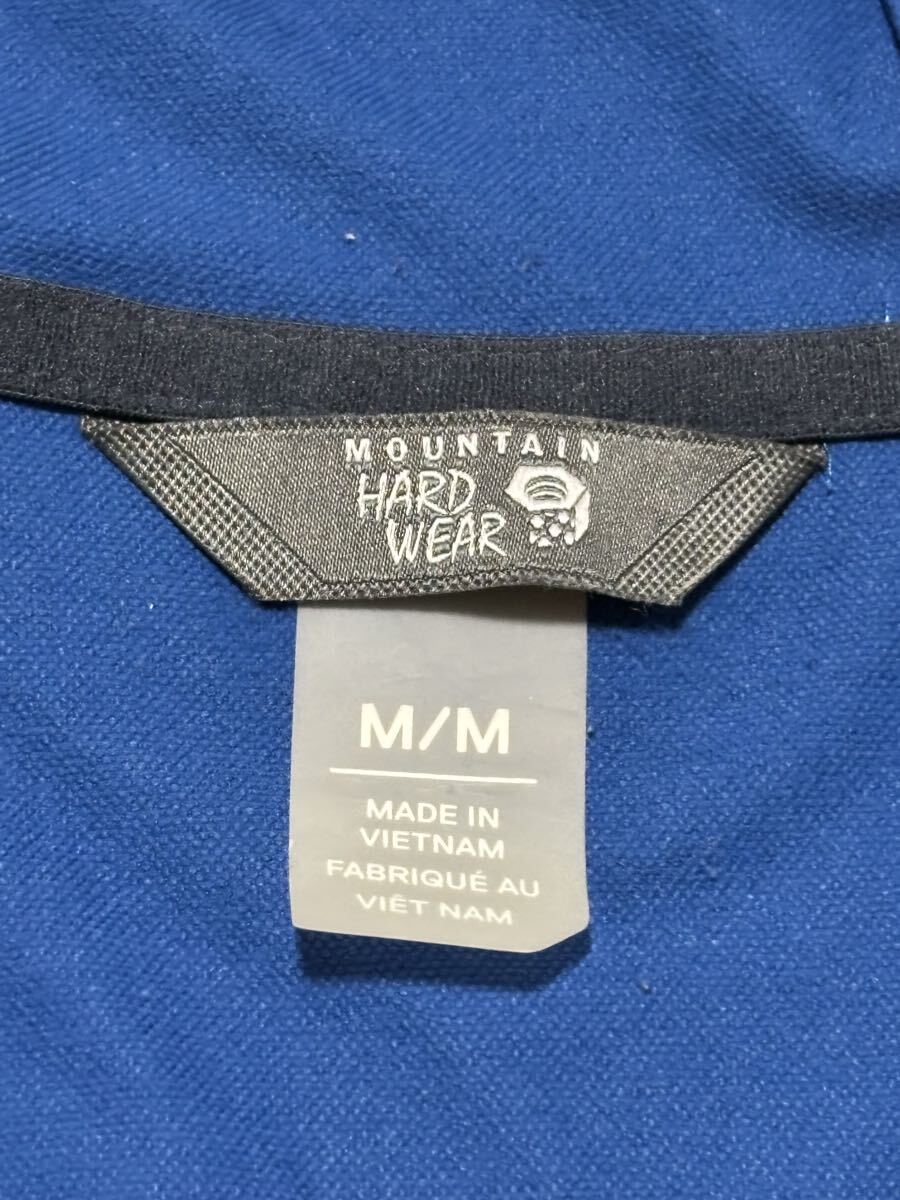 MOUNTAIN
HARD
WEAR
M/M
MADE IN
VIETNAM
FABRIQUÉ AU
VIÊT NAM